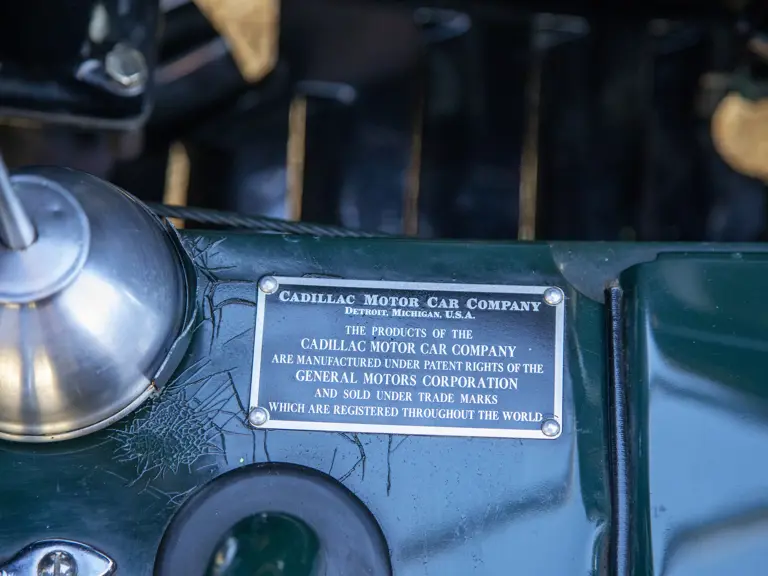 CADILLAC MOTOR CAR COMPANY
DETROIT, MICHIGAN, U.S.A.
THE PRODUCTS OF THE
CADILLAC MOTOR CAR COMPANY
ARE MANUFACTURED UNDER PATENT RIGHTS OF THE
GENERAL MOTORS CORPORATION
AND SOLD UNDER TRADE MARKS
WHICH ARE REGISTERED THROUGHOUT THE WORLD